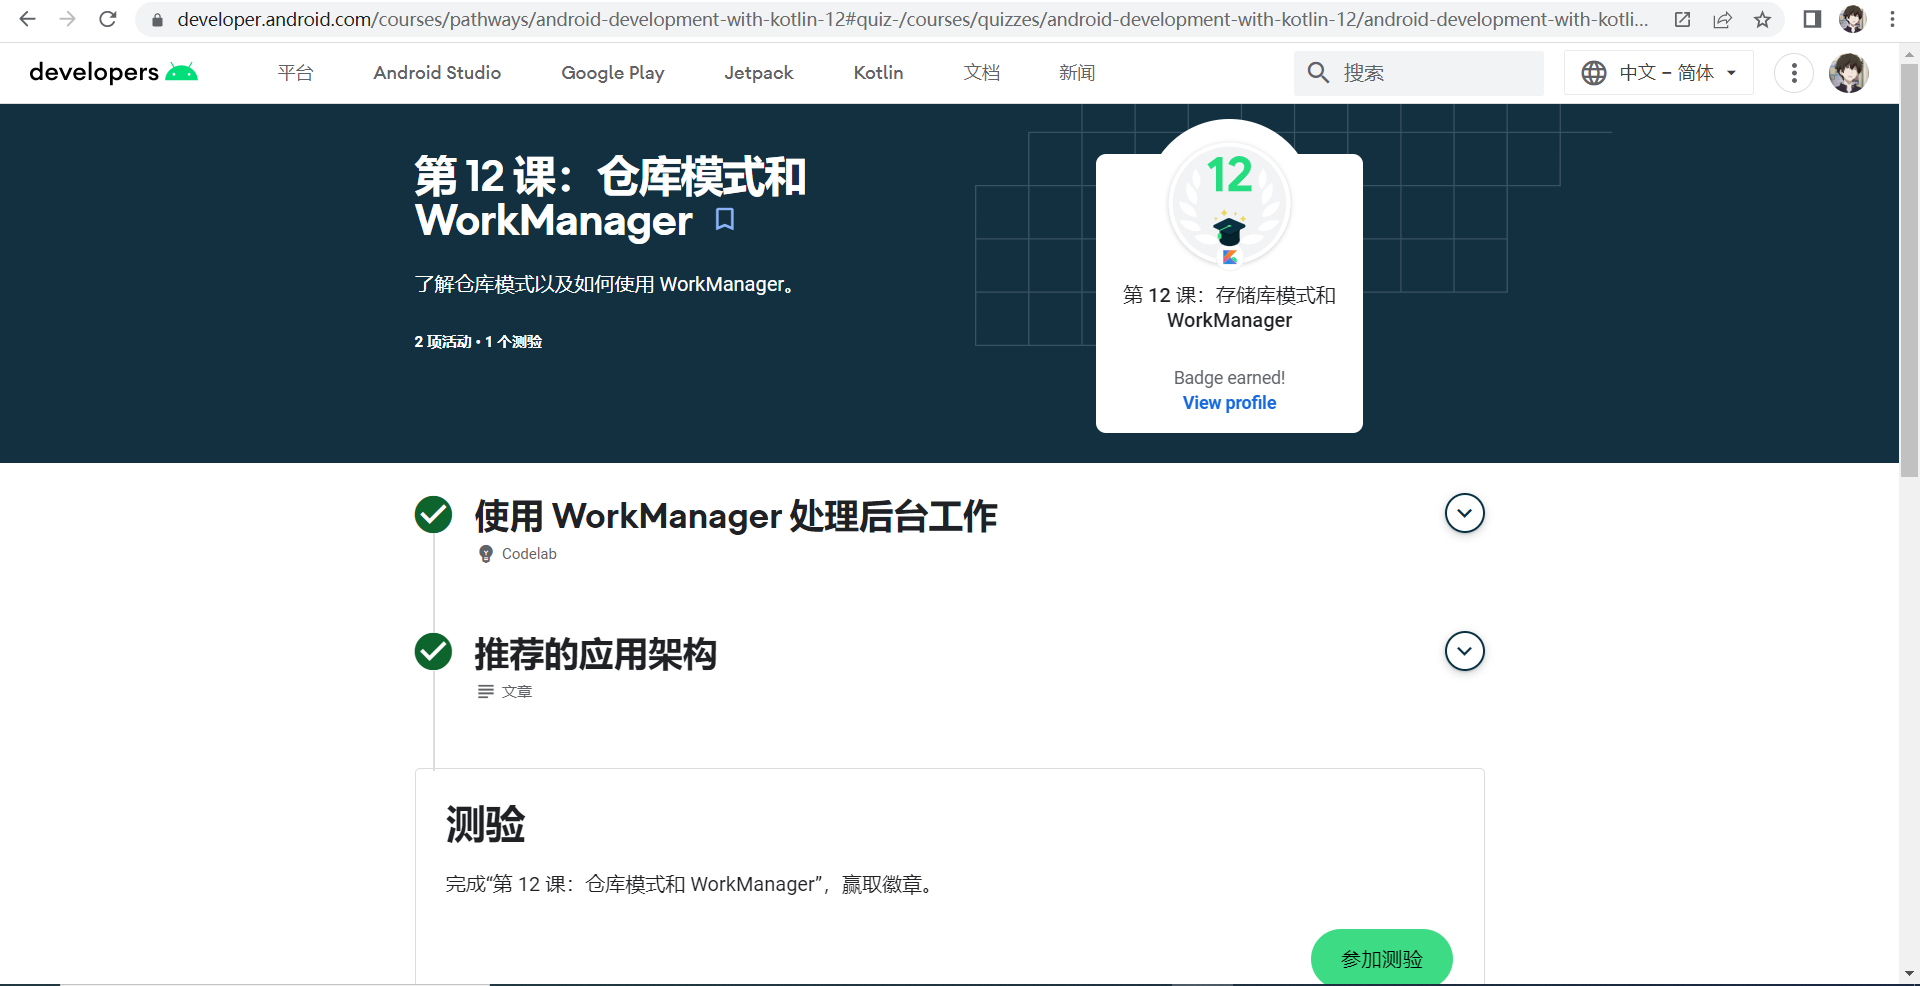 developer.android.com/courses/pathways/android-development-with-kotlin-12#quiz-/courses/quizzes/android-development-with-kotlin-12/android-development-with-kotli...
developers
平台
Android Studio
Google Play
Jetpack
Kotlin
文档
新闻
搜索
中文 – 简体
第 12 课：仓库模式和
WorkManager
了解仓库模式以及如何使用 WorkManager。
2 项活动 • 1 个测验
12
第 12 课：存储库模式和
WorkManager
Badge earned!
View profile
使用 WorkManager 处理后台工作
Codelab
推荐的应用架构
文章
测验
完成“第 12 课：仓库模式和 WorkManager”，赢取徽章。
参加测验